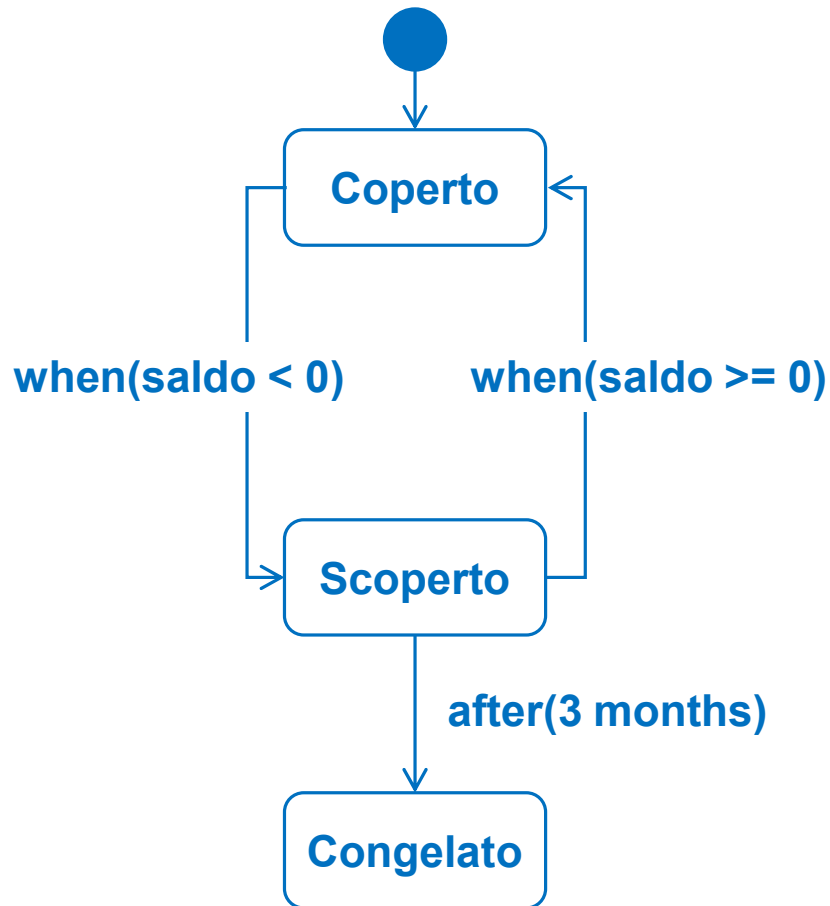 Coperto
when(saldo < 0)
when(saldo >= 0)
Scoperto
after(3 months)
Congelato